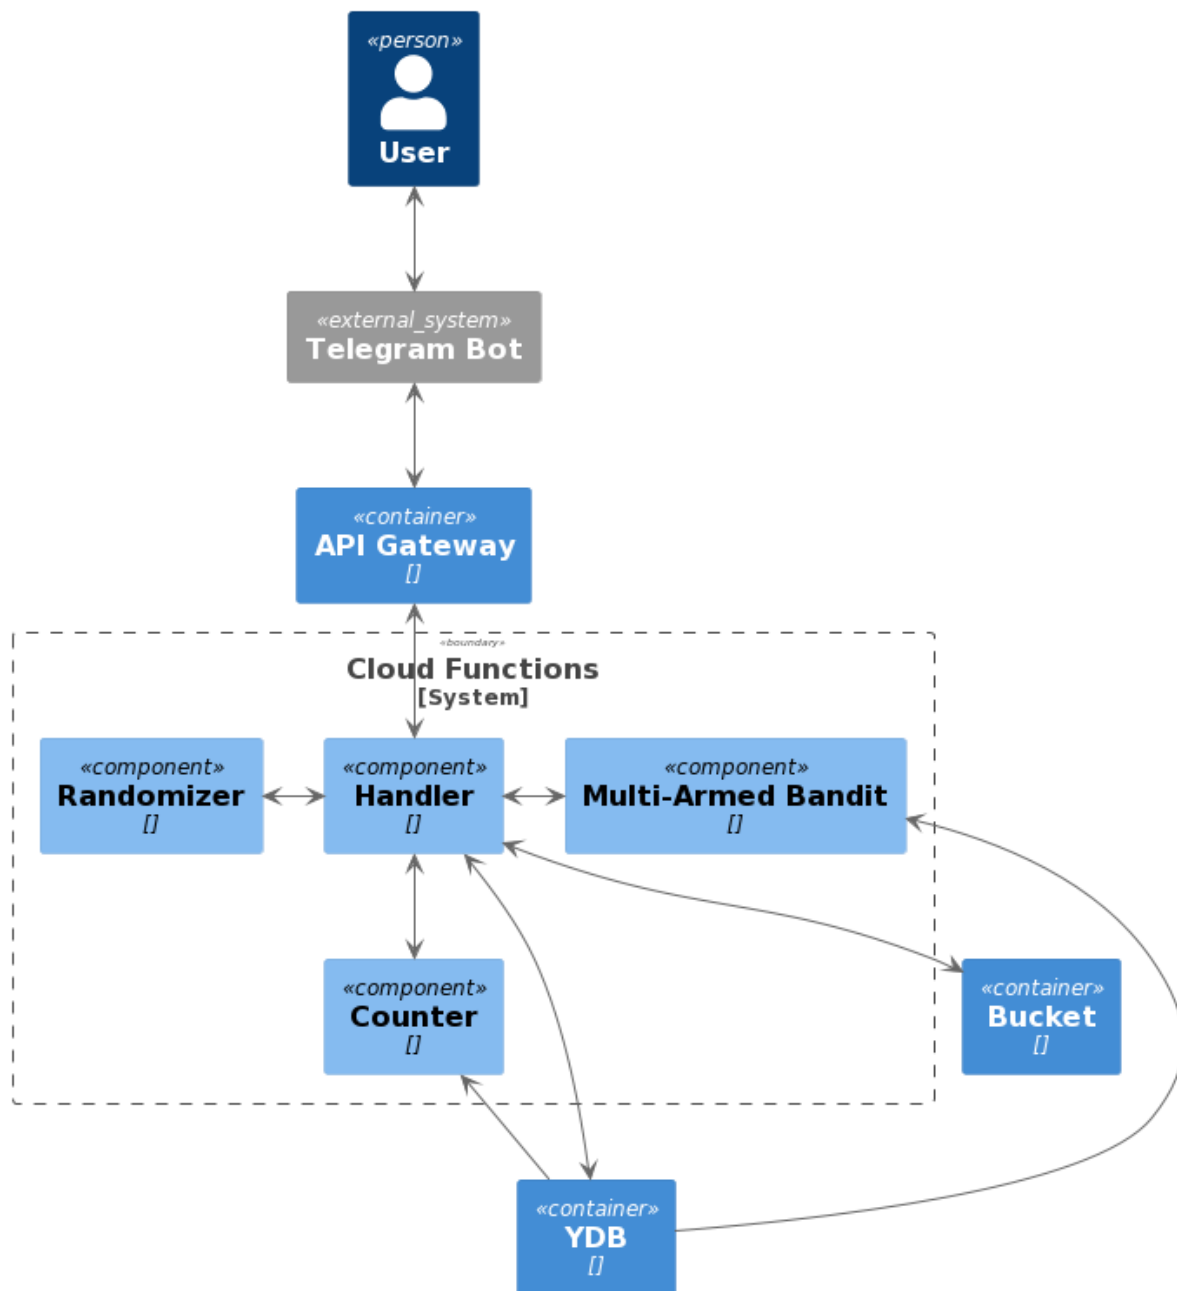 «person»
User
«external_system»
Telegram Bot
«container»
API Gateway
[]
«boundary»
Cloud Functions
[System]
«component»
Randomizer
[]
«component»
Handler
[]
«component»
Multi-Armed Bandit
[]
«component»
Counter
[]
«container»
Bucket
[]
«container»
YDB
[]